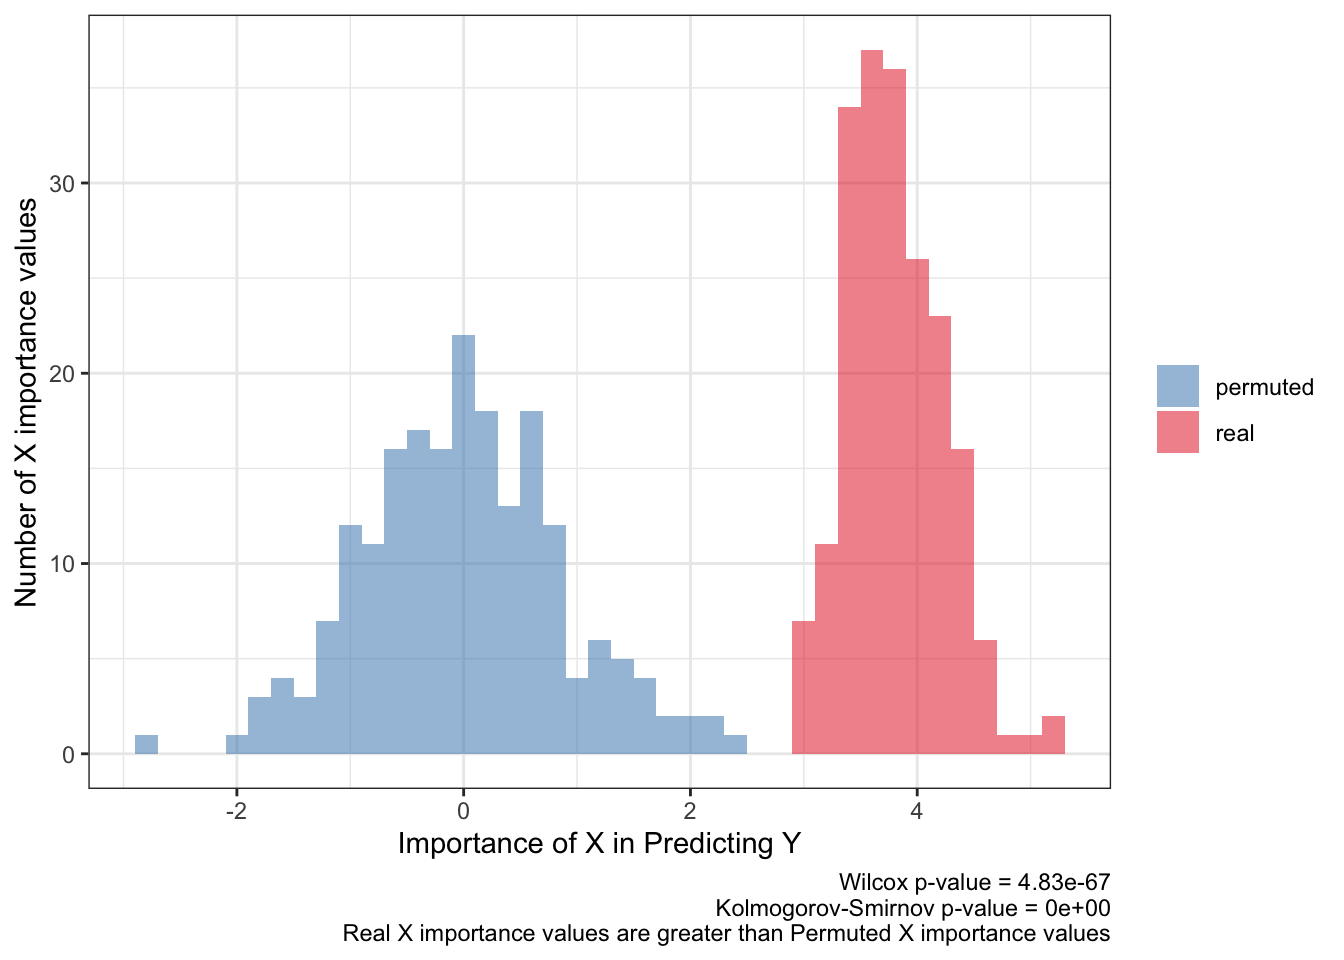 Number of X importance values
30
20
10
0
-2
0
2
4
Importance of X in Predicting Y
permuted
real
Wilcox p-value = 4.83e-67
Kolmogorov-Smirnov p-value = 0e+00
Real X importance values are greater than Permuted X importance values